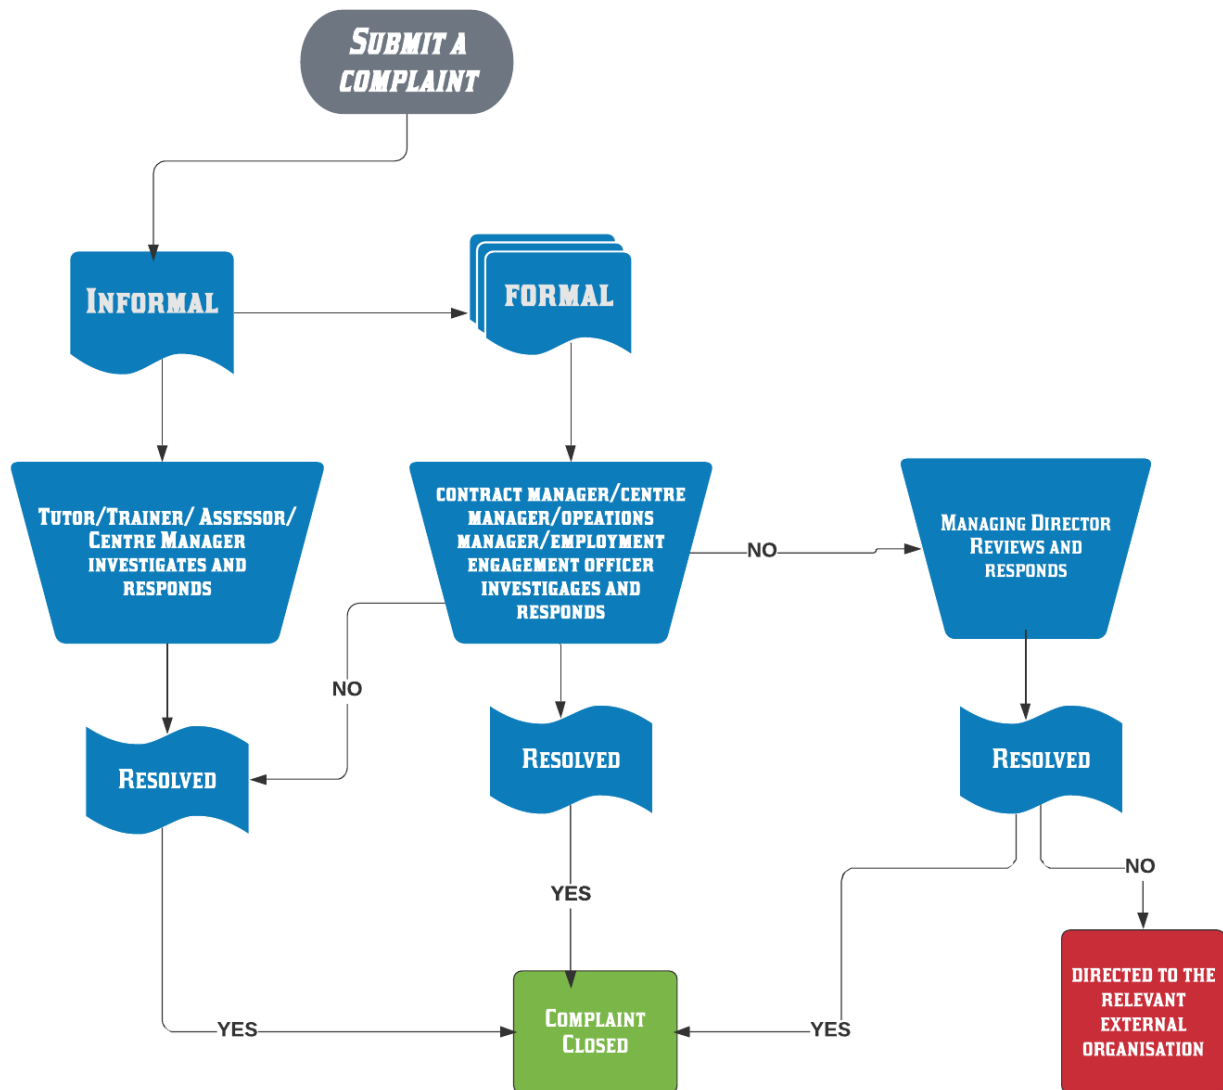 SUBMIT A
COMPLAINT
INFORMAL
FORMAL
TUTOR/TRAINER/ ASSESSOR/
CENTRE MANAGER
INVESTIGATES AND
RESPONDS
CONTRACT MANAGER/CENTRE
MANAGER/OPEATIONS
MANAGER/EMPLOYMENT
ENGAGEMENT OFFICER
INVESTIGAGES AND
RESPONDS
NO
MANAGING DIRECTOR
REVIEWS AND
RESPONDS
NO
RESOLVED
RESOLVED
RESOLVED
YES
NO
YES
COMPLAINT
CLOSED
YES
DIRECTED TO THE
RELEVANT
EXTERNAL
ORGANISATION